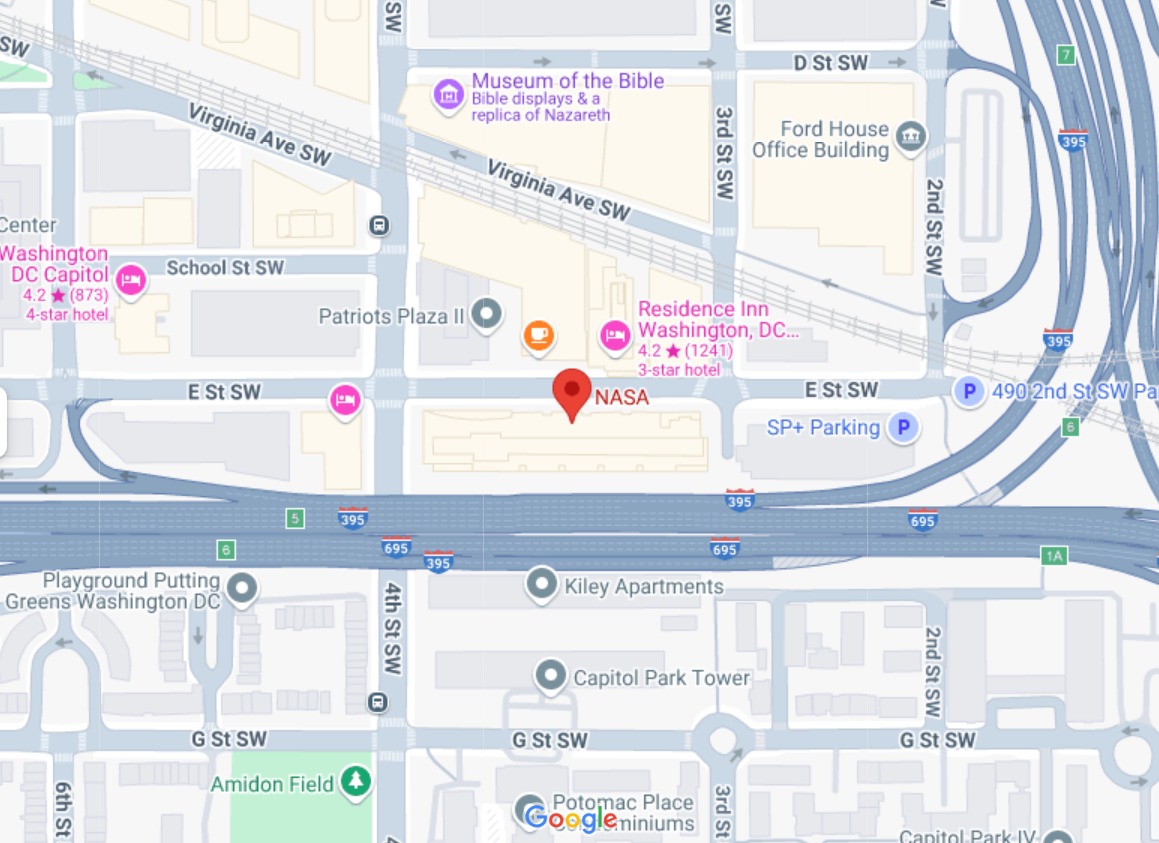 SW
SW
SW
SW
D St SW
7
Museum of the Bible
Bible displays & a
replica of Nazareth
Virginia Ave SW
3rd St SW
Ford House
Office Building
395
Virginia Ave SW
2nd St SW
Center
Washington
DC Capitol
4.2 ★ (873)
4-star hotel
School St SW
Patriots Plaza II
Residence Inn
Washington, DC...
4.2 ★ (1241)
3-star hotel
395
E St SW
NASA
E St SW
P
490 2nd St SW Pa
SP+ Parking
P
6
395
5
395
695
6
695
395
695
1A
Playground Putting
Greens Washington DC
Kiley Apartments
4th St SW
2nd St SW
Capitol Park Tower
G St SW
G St SW
G St SW
Amidon Field
6th St
3rd St
Potomac Place
Condominiums
Google
Capitol Park IV